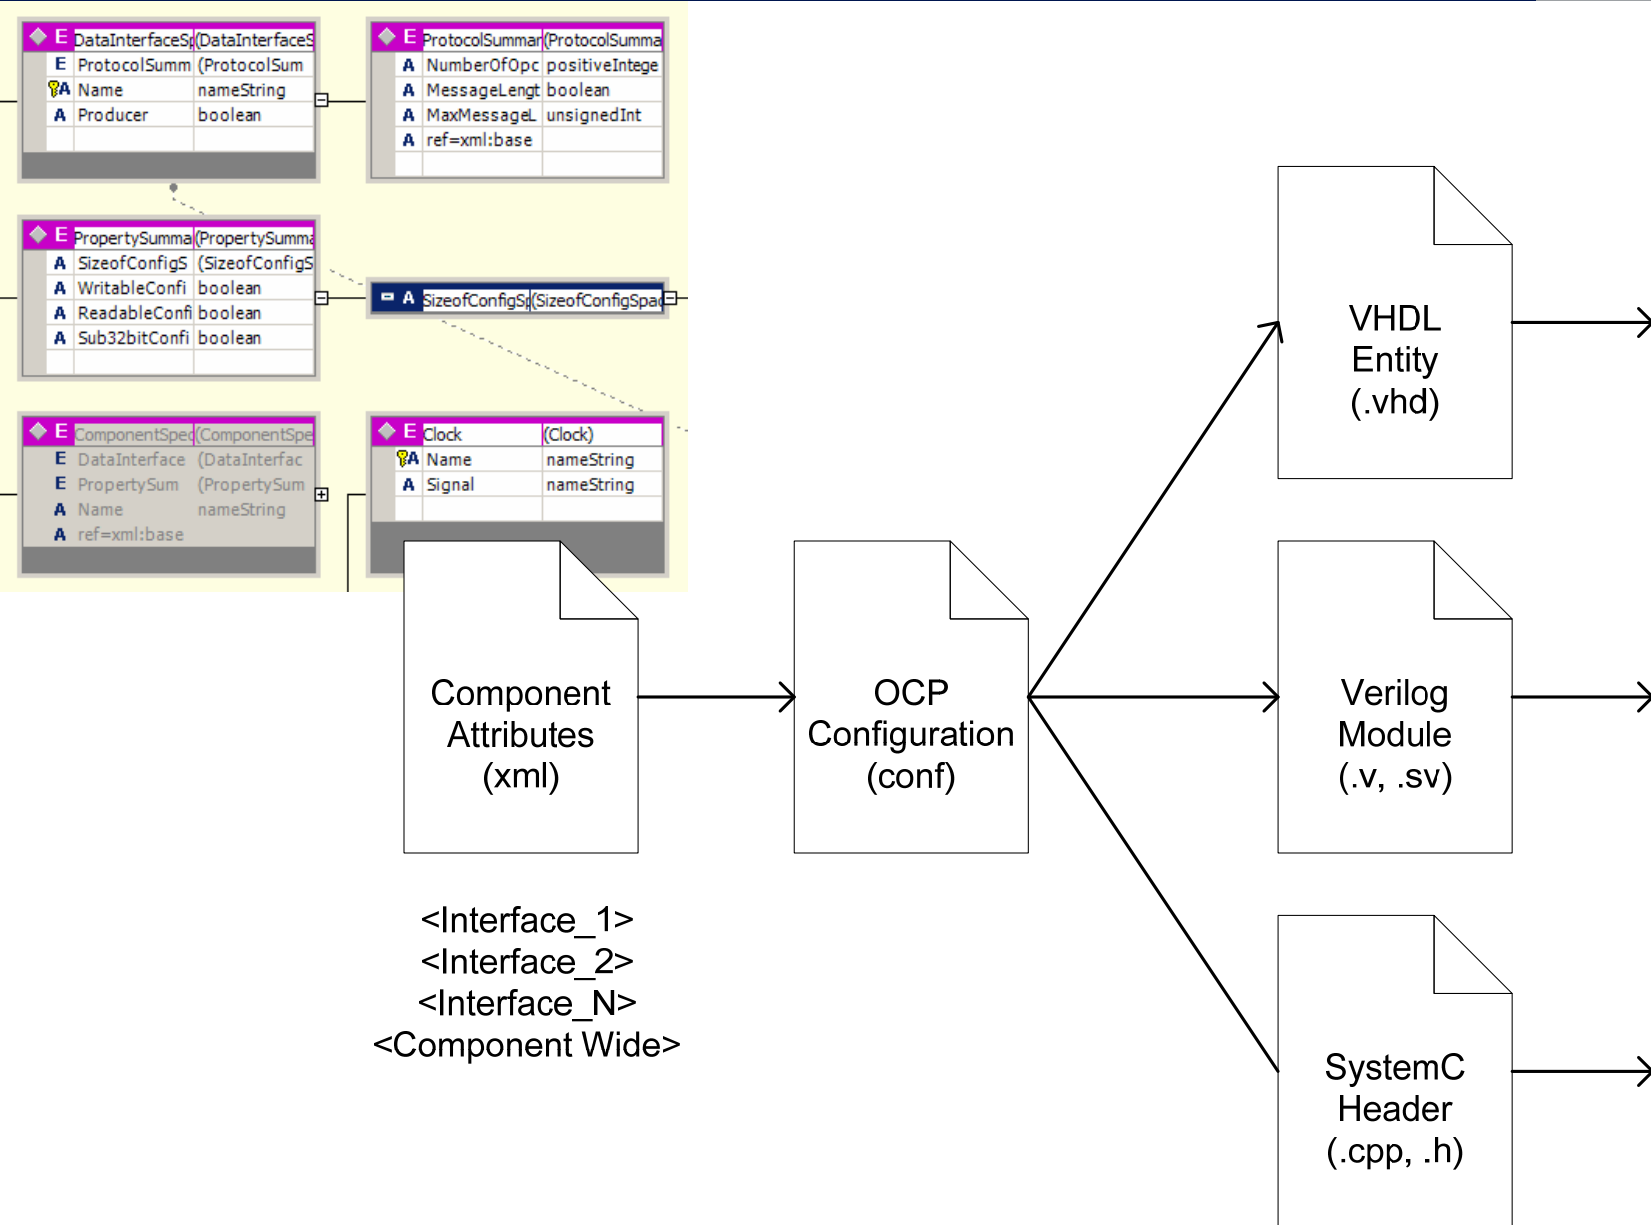 E DataInterfaceSp (DataInterfaceS
E ProtocolSumm (ProtocolSum
A Name nameString
A Producer boolean
E ProtocolSummar (ProtocolSumma
A NumberOfOpc positiveIntege
A MessageLengt boolean
A MaxMessageL unsignedInt
A ref=xml:base
E PropertySumma (PropertySumma
A SizeofConfigS (SizeofConfigS
A WritableConfi boolean
A ReadableConfi boolean
A Sub32bitConfi boolean
A SizeofConfigSp (SizeofConfigSpac
E ComponentSpec (ComponentSpe
E DataInterface (DataInterfac
E PropertySum (PropertySum
A Name nameString
A ref=xml:base
E Clock (Clock)
A Name nameString
A Signal nameString
Component
Attributes
(xml)
<Interface_1>
<Interface_2>
<Interface_N>
<Component Wide>
OCP
Configuration
(conf)
VHDL
Entity
(.vhd)
Verilog
Module
(.v, .sv)
SystemC
Header
(.cpp, .h)